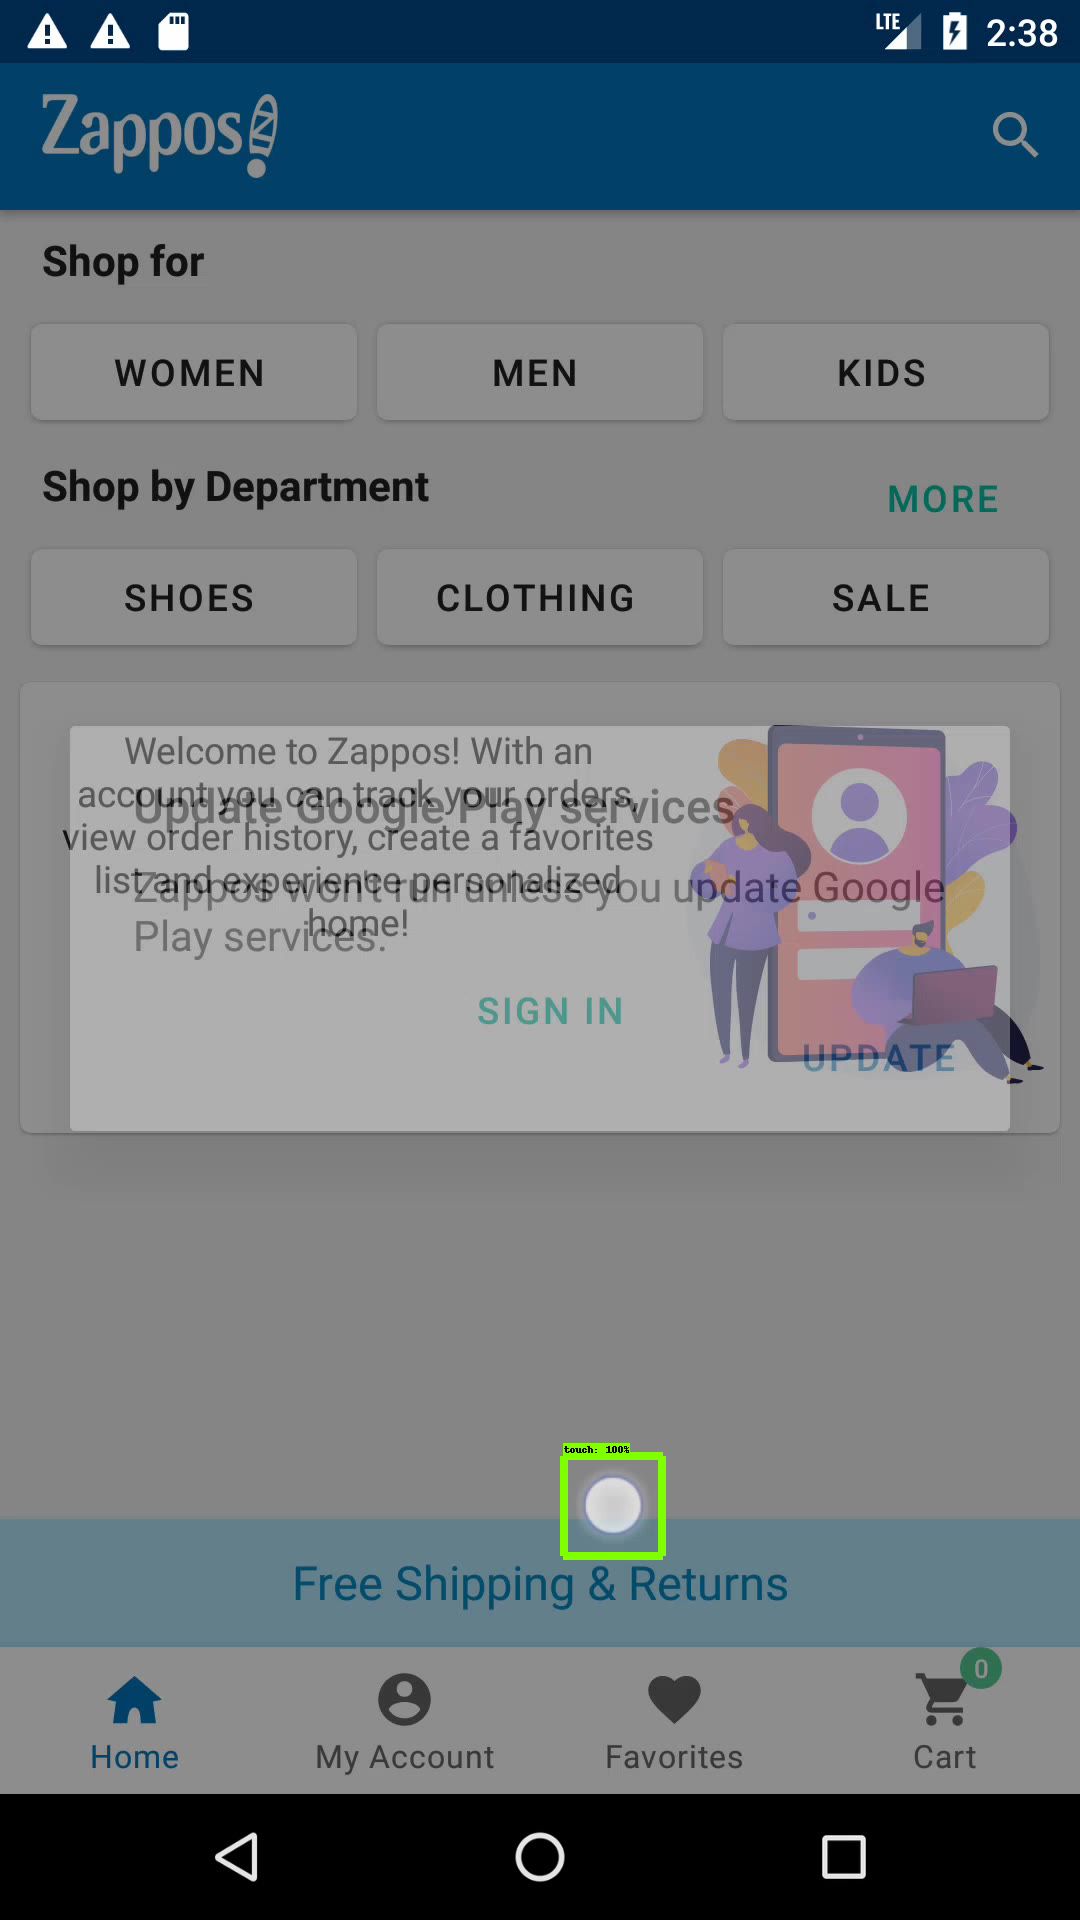 LTE 2:38
Zappos
Shop for
WOMEN MEN KIDS
Shop by Department
MORE
SHOES CLOTHING SALE
Welcome to Zappos! With an
account you can track your orders,
view order history, create a favorites
list and experience personalized
home!
SIGN IN
Update Google Play services
Zappos won't run unless you update Google
Play services.
UPDATE
touch: 100%
Free Shipping & Returns
0
Home My Account Favorites Cart